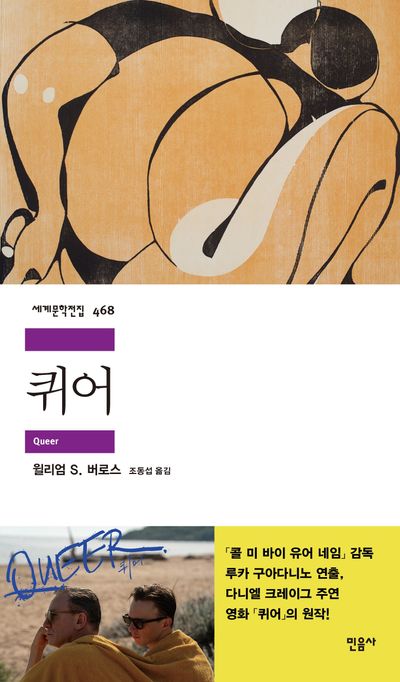 세계문학전집 468
퀴어
Queer
윌리엄 S. 버로스 조동섭 옮김
QUEER.
퀴어
「콜 미 바이 유어 네임」 감독
루카 구아다니노 연출,
다니엘 크레이그 주연
영화 「퀴어」의 원작!
민음사